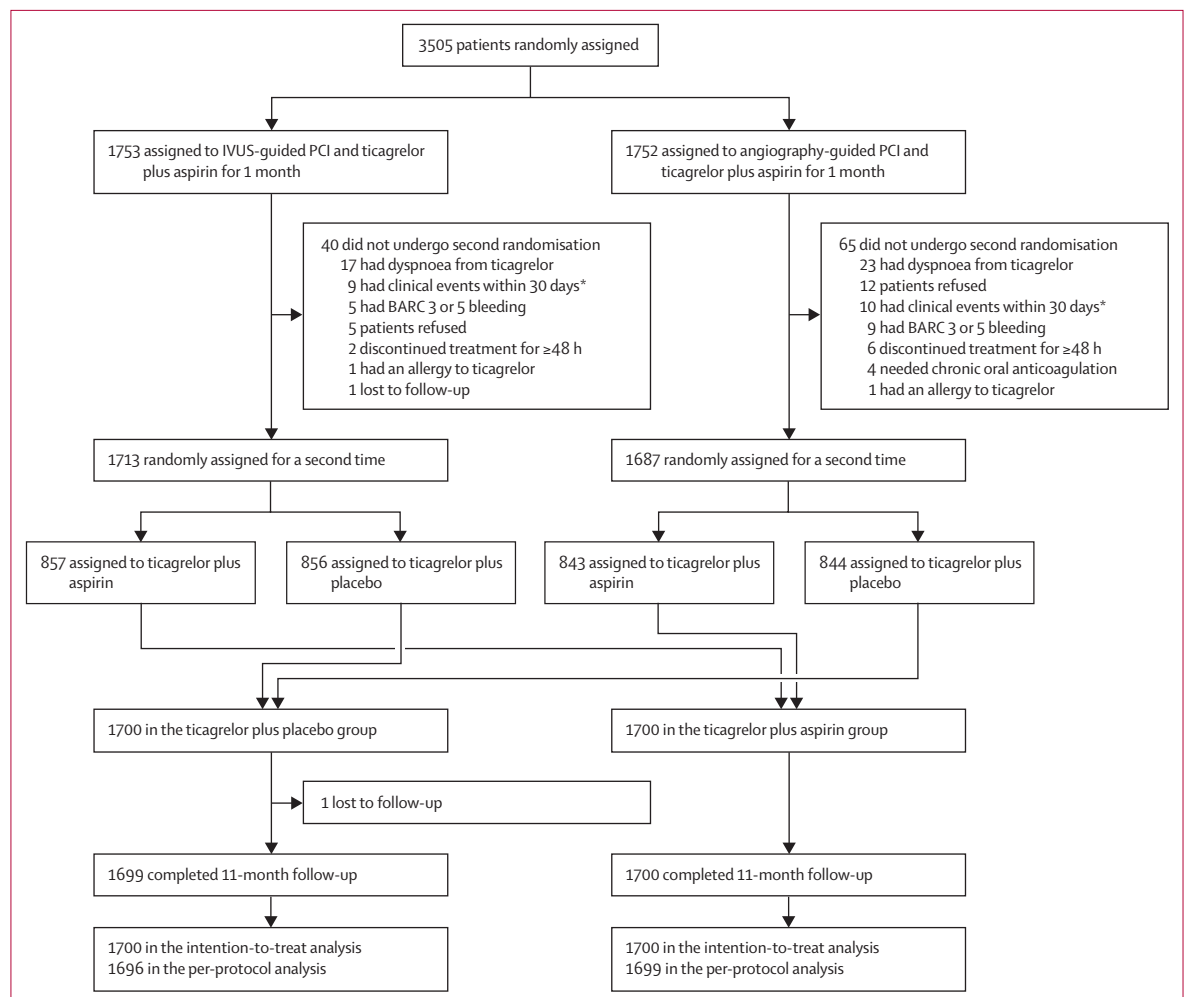 3505 patients randomly assigned
1753 assigned to IVUS-guided PCI and ticagrelor
plus aspirin for 1 month
1752 assigned to angiography-guided PCI and
ticagrelor plus aspirin for 1 month
40 did not undergo second randomisation
17 had dyspnoea from ticagrelor
9 had clinical events within 30 days*
5 had BARC 3 or 5 bleeding
5 patients refused
2 discontinued treatment for ≥48 h
1 had an allergy to ticagrelor
1 lost to follow-up
65 did not undergo second randomisation
23 had dyspnoea from ticagrelor
12 patients refused
10 had clinical events within 30 days*
9 had BARC 3 or 5 bleeding
6 discontinued treatment for ≥48 h
4 needed chronic oral anticoagulation
1 had an allergy to ticagrelor
1713 randomly assigned for a second time
1687 randomly assigned for a second time
857 assigned to ticagrelor plus
aspirin
856 assigned to ticagrelor plus
placebo
843 assigned to ticagrelor plus
aspirin
844 assigned to ticagrelor plus
placebo
1700 in the ticagrelor plus placebo group
1700 in the ticagrelor plus aspirin group
1 lost to follow-up
1699 completed 11-month follow-up
1700 completed 11-month follow-up
1700 in the intention-to-treat analysis
1696 in the per-protocol analysis
1700 in the intention-to-treat analysis
1699 in the per-protocol analysis